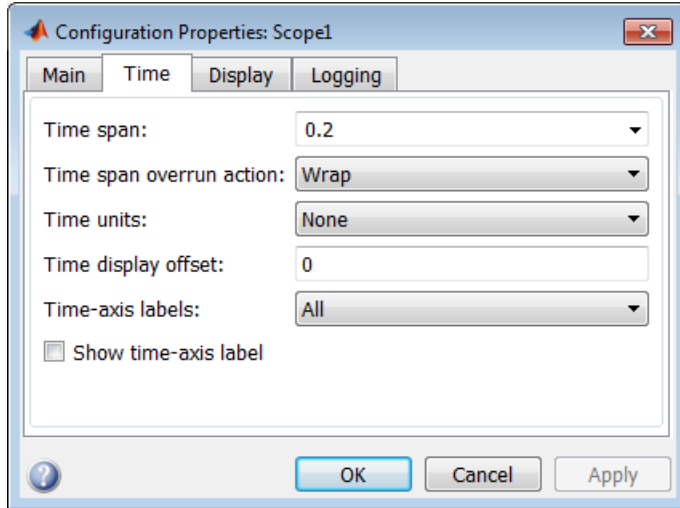 Configuration Properties: Scope1
Main Time Display Logging
Time span: 0.2
Time span overrun action: Wrap
Time units: None
Time display offset: 0
Time-axis labels: All
Show time-axis label
? OK Cancel Apply